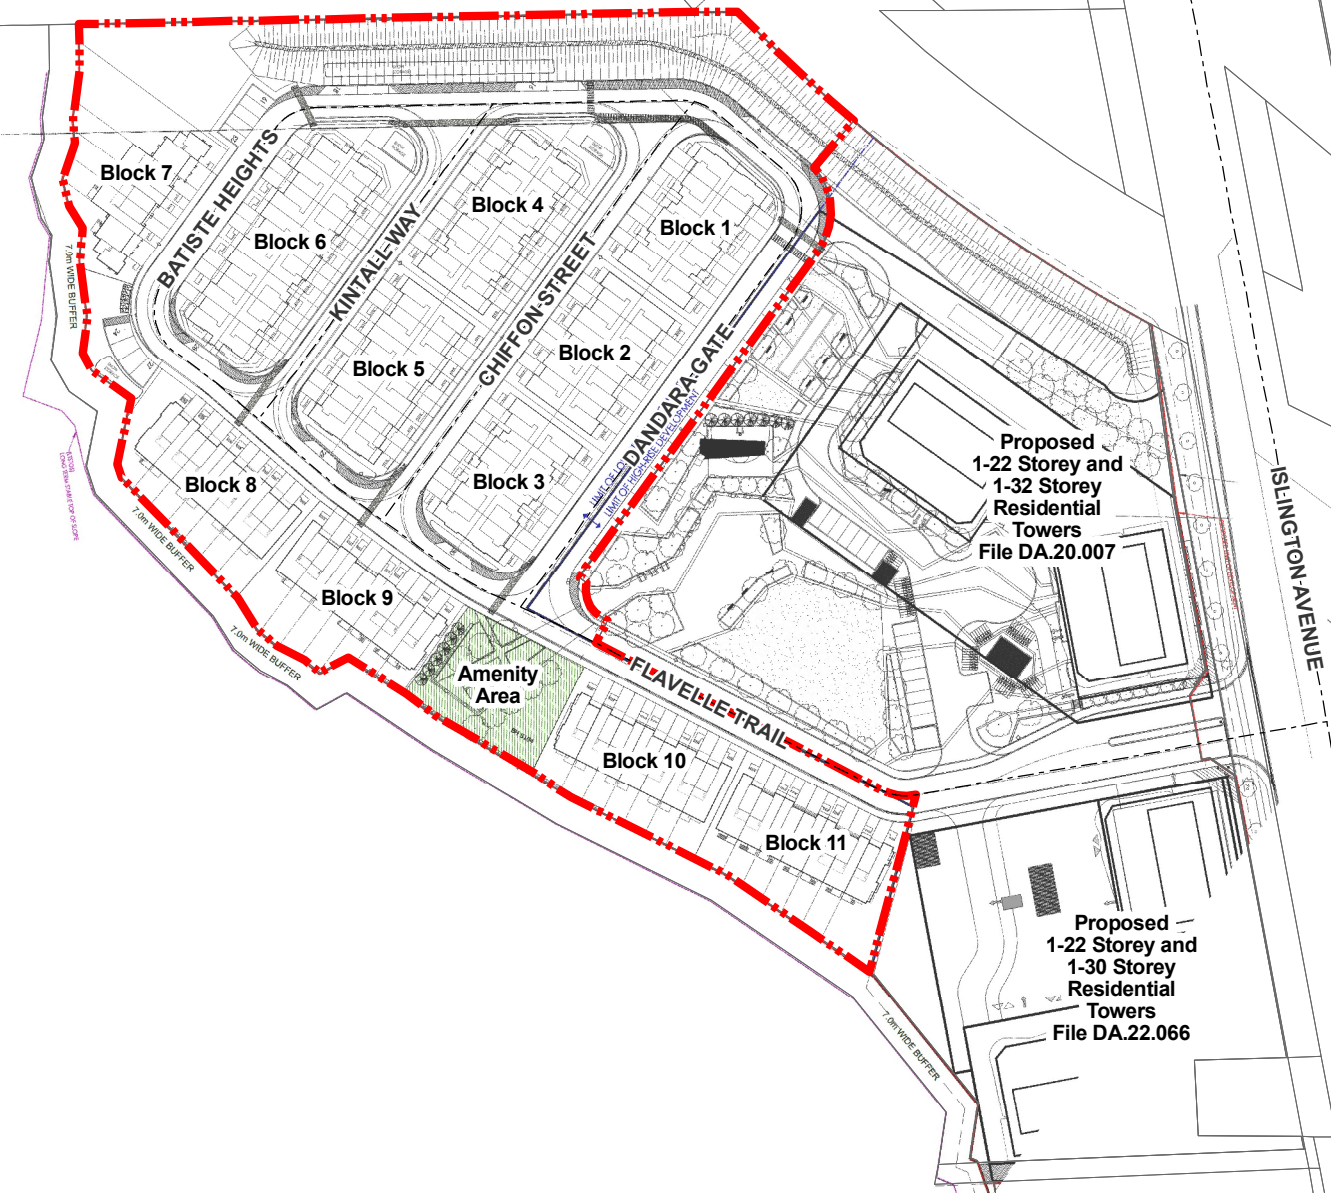 Block 7
BATISTE HEIGHTS
Block 6
KINTALL WAY
Block 4
Block 1
CHIFFON STREET
Block 5
Block 2
DANDARA GATE
LIMIT OF HIGH-RISE DEVELOPMENT
7.0m WIDE BUFFER
Block 8
Block 3
7.0m WIDE BUFFER
Block 9
7.0m WIDE BUFFER
Amenity
Area
FLAVELLE TRAIL
Block 10
Block 11
Proposed
1-22 Storey and
1-32 Storey
Residential
Towers
File DA.20.007
ISLINGTON AVENUE
Proposed
1-22 Storey and
1-30 Storey
Residential
Towers
File DA.22.066
7.0m WIDE BUFFER